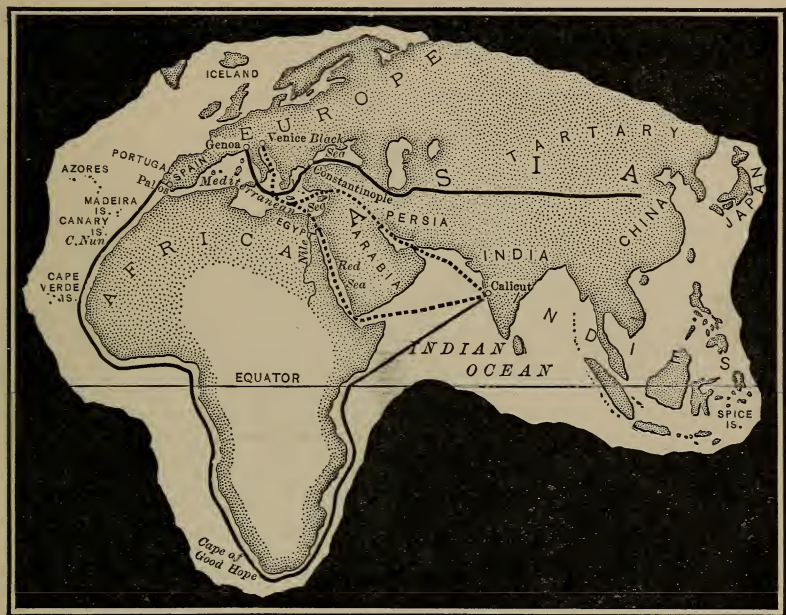 ICELAND
EUROPE
Genoa
Venice
Black
Sea
TARTARY
ASIA
PORTUGA
SPAIN
Palos
AZORES
MADEIRA
IS.
CANARY
IS.
C.Nun
Mediterranean
Sea
Constantinople
PERSIA
CHINA
JAPAN
EGYPT
Nile
ARABIA
Red
Sea
INDIA
Calicut
AFRICA
CAPE
VERDE
IS.
INDIES
INDIAN
OCEAN
EQUATOR
SPICE
IS.
Cape of
Good Hope